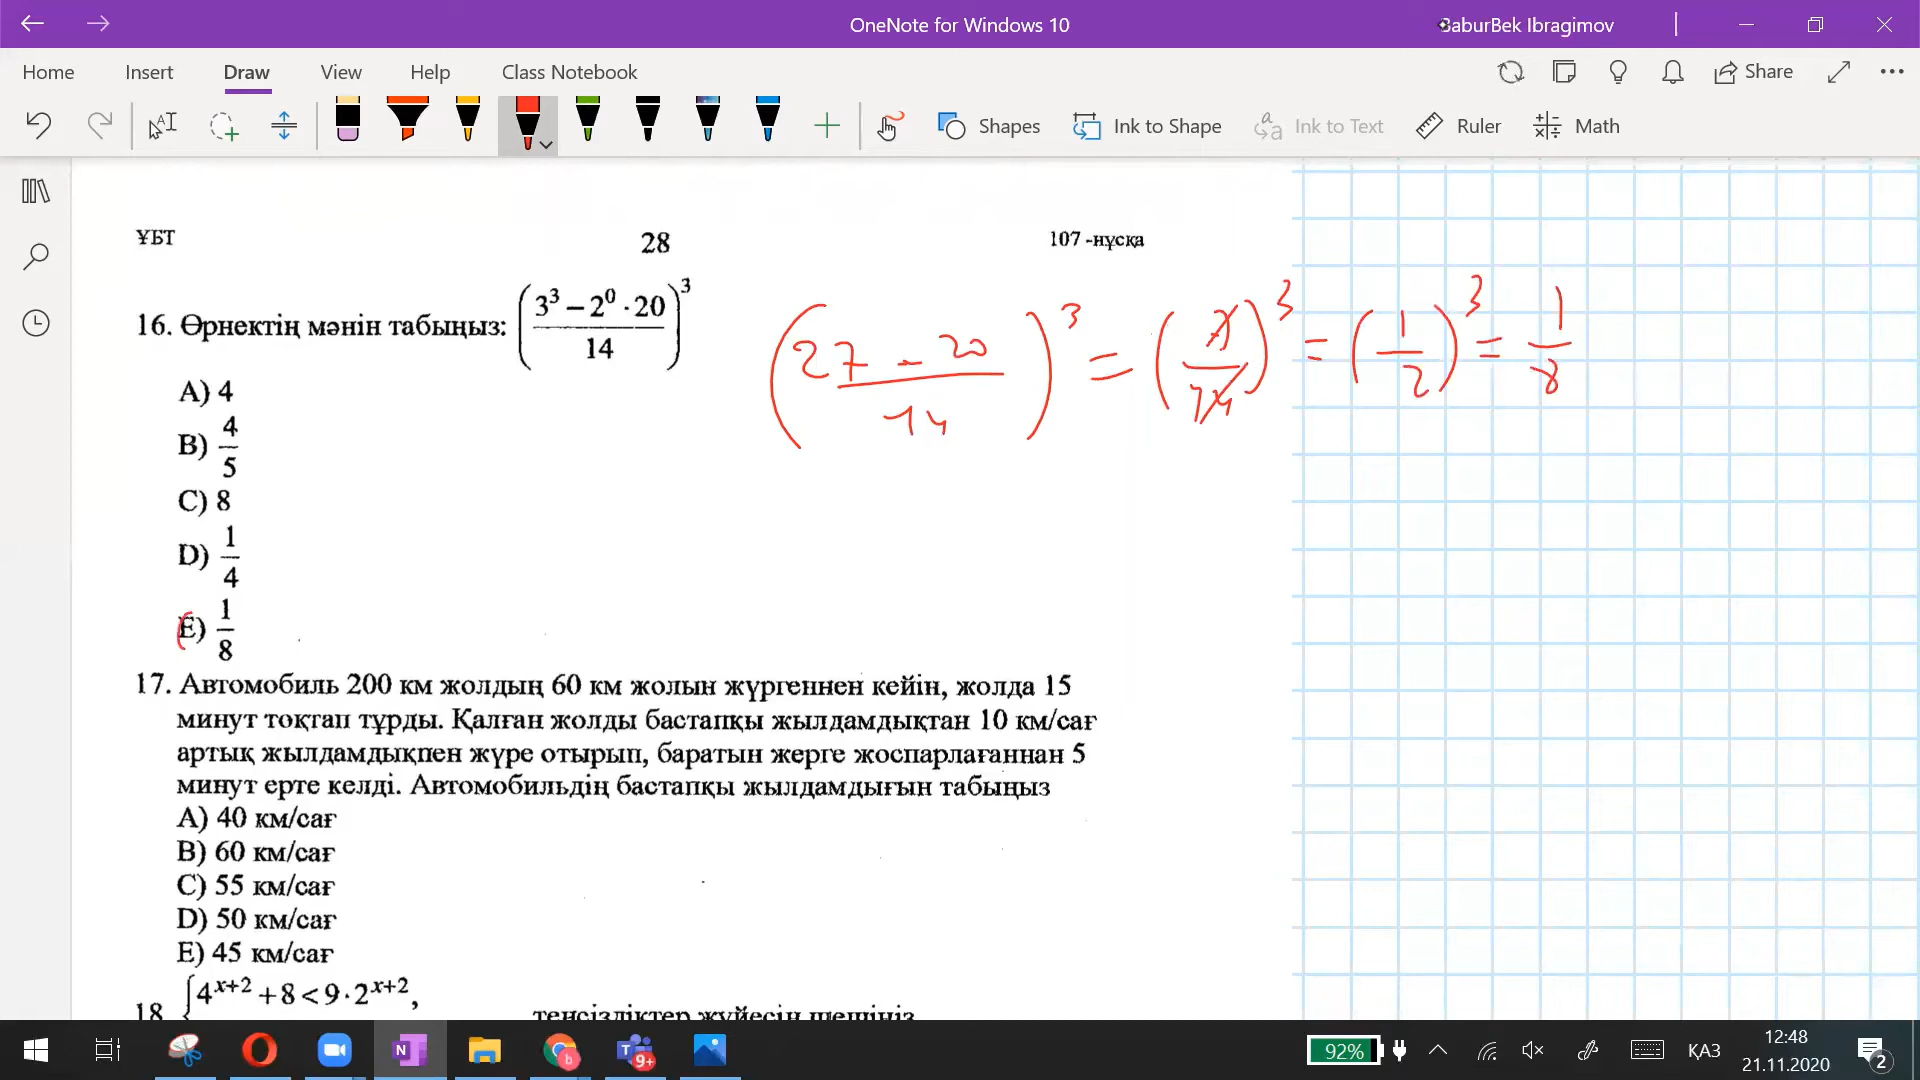 OneNote for Windows 10
BaburBek Ibragimov
Home Insert Draw View Help Class Notebook
Share
Shapes Ink to Shape Ink to Text Ruler Math
ҰБТ 28 107 -нұсқа
16. Өрнектің мәнін табыңыз: ((3³ − 2⁰ · 20)/14)³
((27 - 20)/14)³ = (7/14)³ = (1/2)³ = 1/8
A) 4
B) 4/5
C) 8
D) 1/4
E) 1/8
17. Автомобиль 200 км жолдың 60 км жолын жүргеннен кейін, жолда 15
минут тоқтап тұрды. Қалған жолды бастапқы жылдамдықтан 10 км/сағ
артық жылдамдықпен жүре отырып, баратын жерге жоспарлағаннан 5
минут ерте келді. Автомобильдің бастапқы жылдамдығын табыңыз
A) 40 км/сағ
B) 60 км/сағ
C) 55 км/сағ
D) 50 км/сағ
E) 45 км/сағ
18 { 4ˣ⁺² + 8 < 9 · 2ˣ⁺²,
теңсіздіктер жүйесін шешіңіз
92% ҚАЗ 12:48
21.11.2020 2
9+